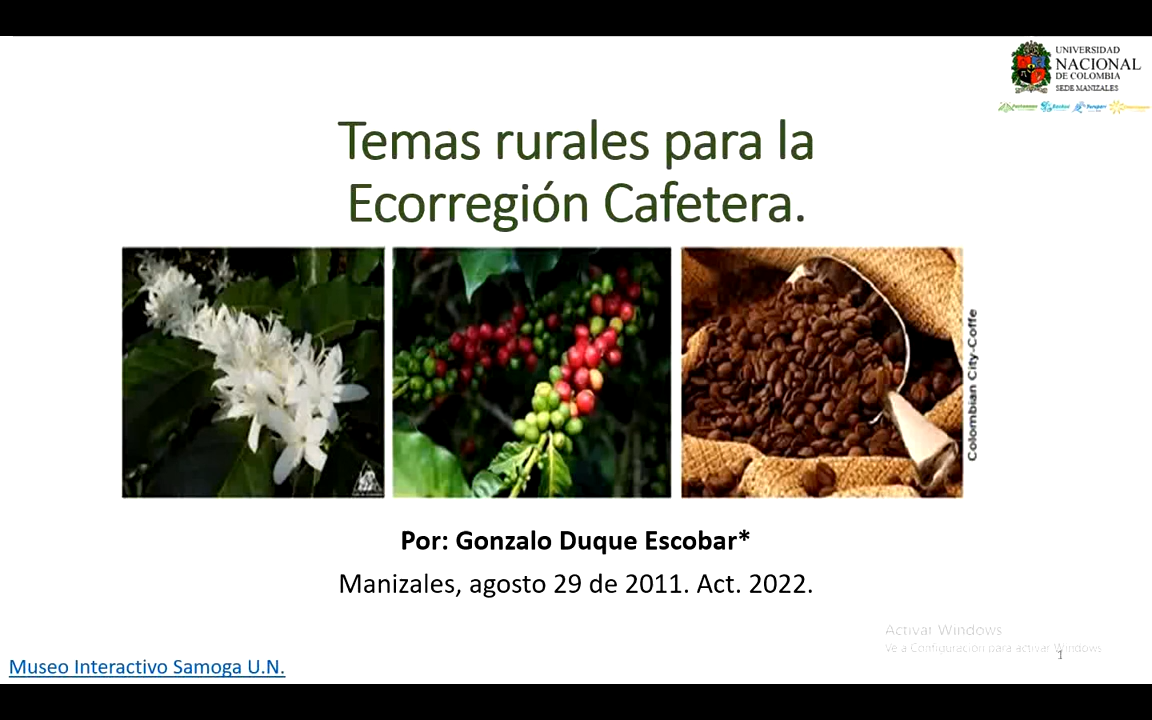 UNIVERSIDAD
NACIONAL
DE COLOMBIA
SEDE MANIZALES
Temas rurales para la
Ecorregión Cafetera.
Colombian City-Coffe
Por: Gonzalo Duque Escobar*
Manizales, agosto 29 de 2011. Act. 2022.
Activar Windows
Ve a Configuración para activar Windows.
1
Museo Interactivo Samoga U.N.